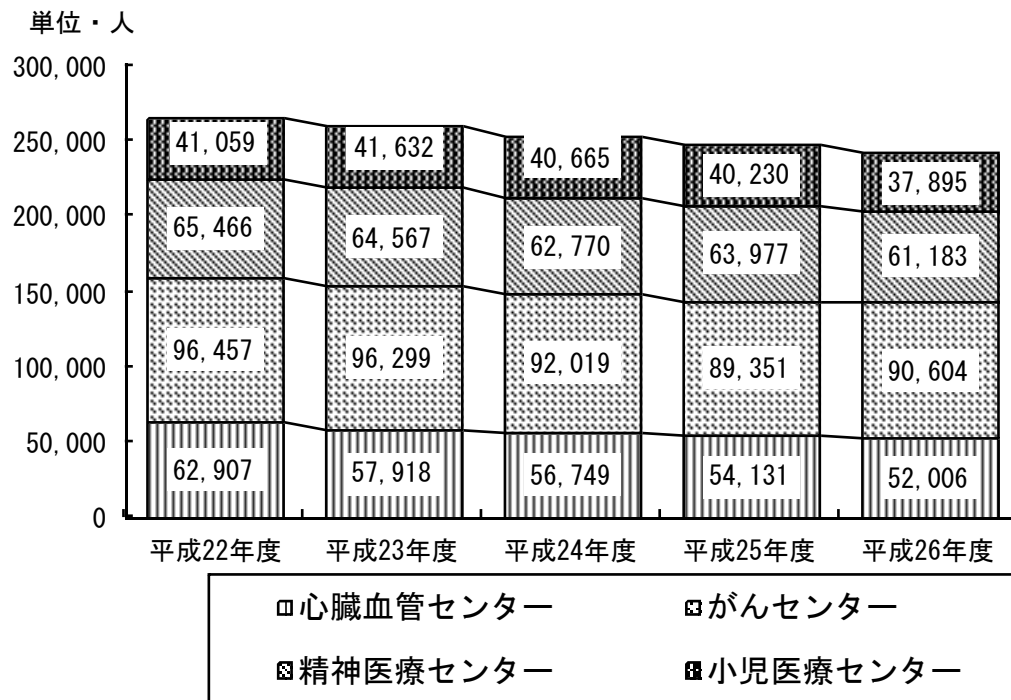 単位・人
300,000
250,000
200,000
150,000
100,000
50,000
0
41,059 41,632 40,665 40,230 37,895
65,466 64,567 62,770 63,977 61,183
96,457 96,299 92,019 89,351 90,604
62,907 57,918 56,749 54,131 52,006
平成22年度 平成23年度 平成24年度 平成25年度 平成26年度
心臓血管センター がんセンター
精神医療センター 小児医療センター